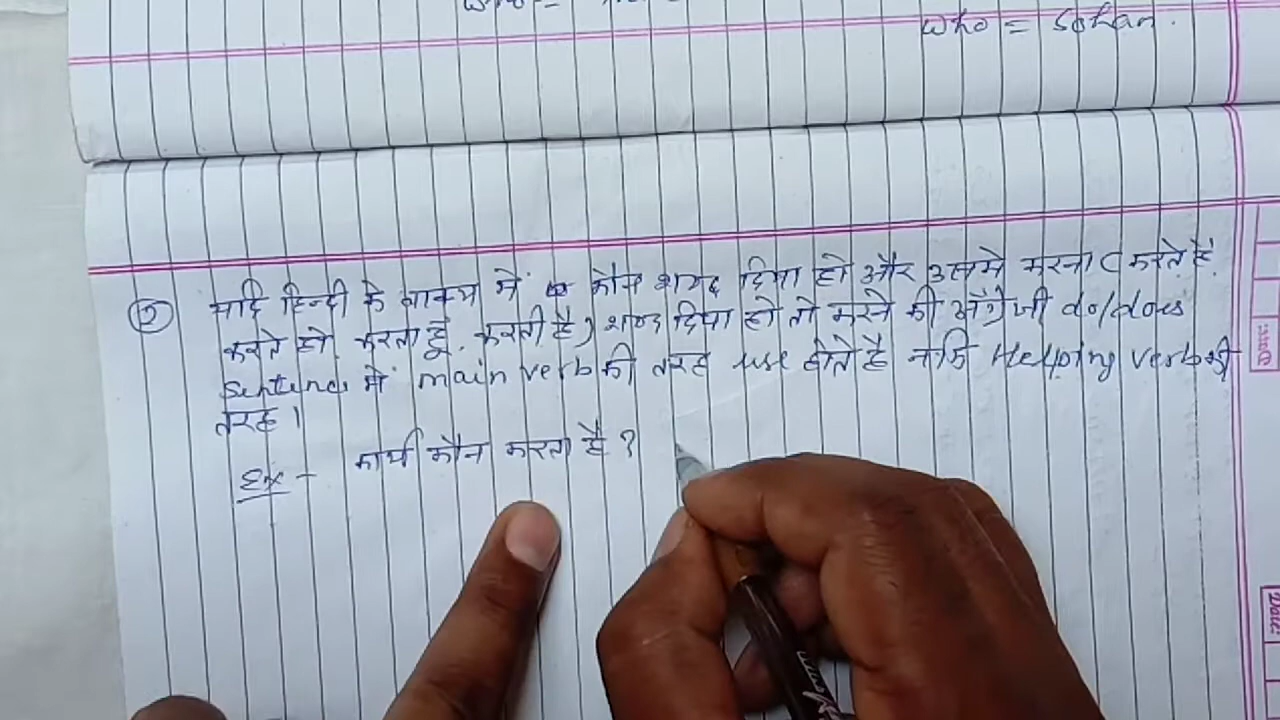 who = Sohan.
② यदि हिन्दी के वाक्य में कौन शब्द दिया हो और उसमे करना (करते हैं.
करते हो. करता हूं. करती है) शब्द दिया हो तो करने की अँग्रेजी do/does
Sentence में main verb की तरह use होते है नाकि Helping verb की
तरह।
Ex - कार्य कौन करता है?
Date